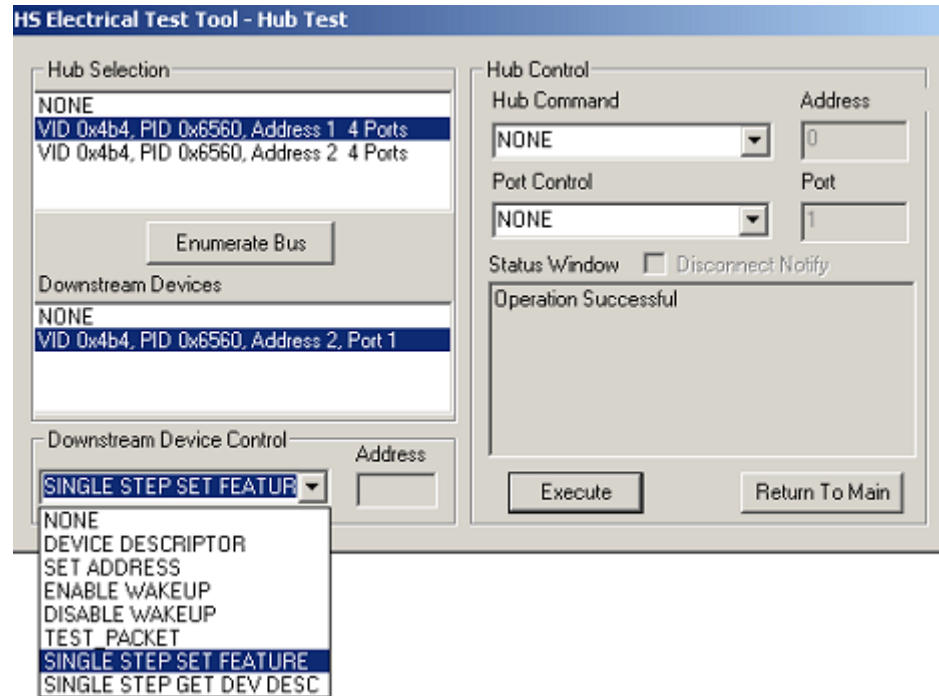 HS Electrical Test Tool - Hub Test
Hub Selection
NONE
VID 0x4b4, PID 0x6560, Address 1 4 Ports
VID 0x4b4, PID 0x6560, Address 2 4 Ports
Enumerate Bus
Downstream Devices
NONE
VID 0x4b4, PID 0x6560, Address 2, Port 1
Downstream Device Control
Address
SINGLE STEP SET FEATUR
NONE
DEVICE DESCRIPTOR
SET ADDRESS
ENABLE WAKEUP
DISABLE WAKEUP
TEST_PACKET
SINGLE STEP SET FEATURE
SINGLE STEP GET DEV DESC
Hub Control
Hub Command
Address
NONE
0
Port Control
Port
NONE
1
Status Window
Disconnect Notify
Operation Successful
Execute
Return To Main